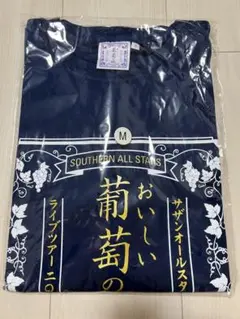 M
SOUTHERN ALL STARS
サザンオールスタ
おいしい
葡萄の
ライブツアー 二〇